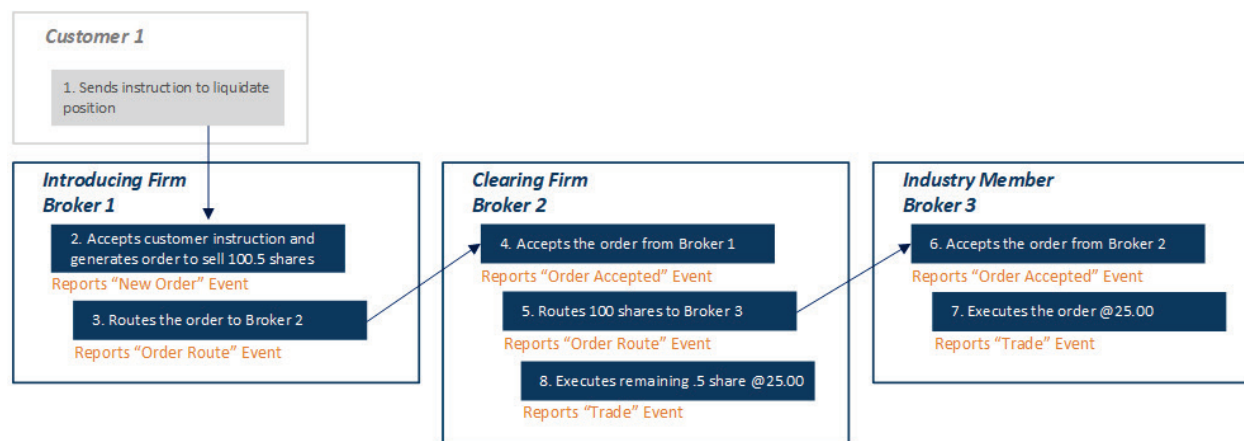 Customer 1
1. Sends instruction to liquidate
position
Introducing Firm
Broker 1
2. Accepts customer instruction and
generates order to sell 100.5 shares
Reports “New Order” Event
3. Routes the order to Broker 2
Reports “Order Route” Event
Clearing Firm
Broker 2
4. Accepts the order from Broker 1
Reports “Order Accepted” Event
5. Routes 100 shares to Broker 3
Reports “Order Route” Event
8. Executes remaining .5 share @25.00
Reports “Trade” Event
Industry Member
Broker 3
6. Accepts the order from Broker 2
Reports “Order Accepted” Event
7. Executes the order @25.00
Reports “Trade” Event